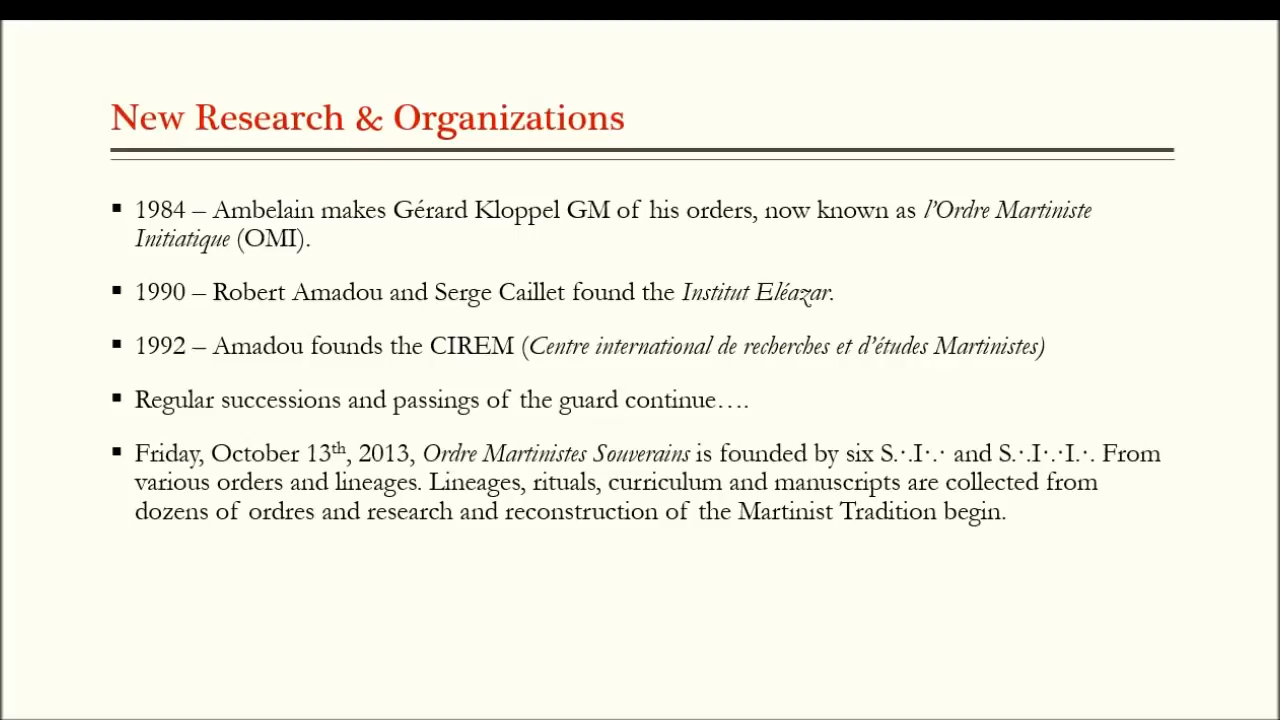 New Research & Organizations
▪ 1984 – Ambelain makes Gérard Kloppel GM of his orders, now known as l’Ordre Martiniste
Initiatique (OMI).
▪ 1990 – Robert Amadou and Serge Caillet found the Institut Eléazar.
▪ 1992 – Amadou founds the CIREM (Centre international de recherches et d’études Martinistes)
▪ Regular successions and passings of the guard continue….
▪ Friday, October 13th, 2013, Ordre Martinistes Souverains is founded by six S.·.I·.· and S.·.I·.·I.·. From
various orders and lineages. Lineages, rituals, curriculum and manuscripts are collected from
dozens of ordres and research and reconstruction of the Martinist Tradition begin.